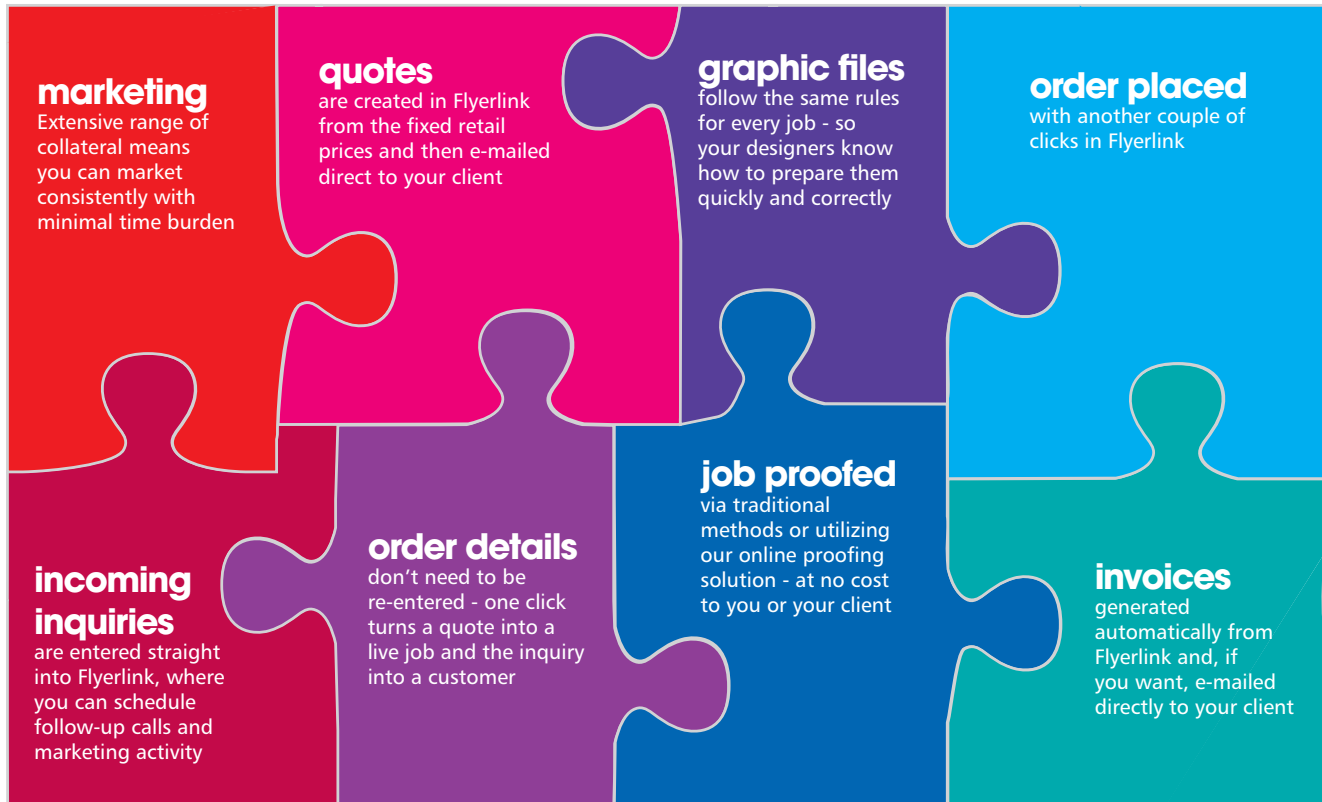 marketing
Extensive range of
collateral means
you can market
consistently with
minimal time burden
quotes
are created in Flyerlink
from the fixed retail
prices and then e-mailed
direct to your client
graphic files
follow the same rules
for every job - so
your designers know
how to prepare them
quickly and correctly
order placed
with another couple of
clicks in Flyerlink
incoming
inquiries
are entered straight
into Flyerlink, where
you can schedule
follow-up calls and
marketing activity
order details
don’t need to be
re-entered - one click
turns a quote into a
live job and the inquiry
into a customer
job proofed
via traditional
methods or utilizing
our online proofing
solution - at no cost
to you or your client
invoices
generated
automatically from
Flyerlink and, if
you want, e-mailed
directly to your client